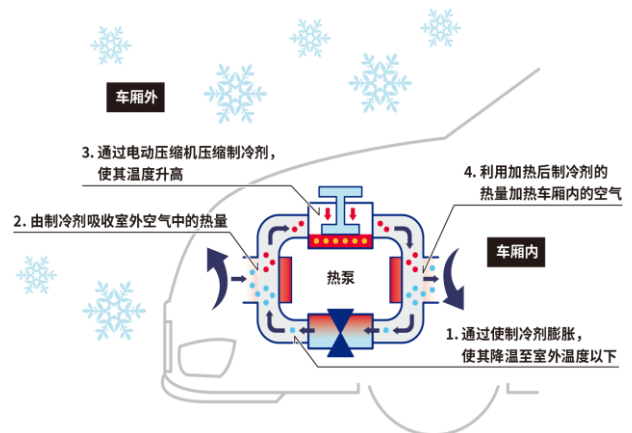 车厢外
3. 通过电动压缩机压缩制冷剂，
使其温度升高
4. 利用加热后制冷剂的
热量加热车厢内的空气
2. 由制冷剂吸收室外空气中的热量
车厢内
热泵
1. 通过使制冷剂膨胀，
使其降温至室外温度以下